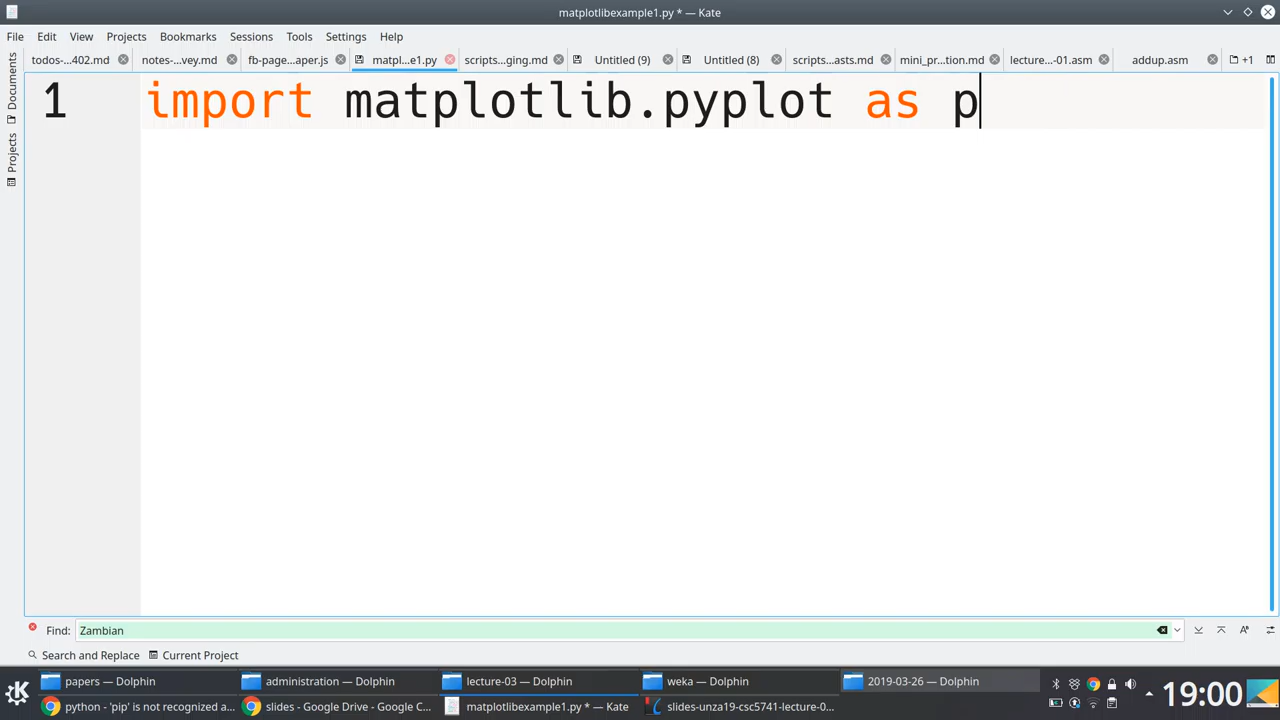 matplotlibexample1.py * — Kate
File Edit View Projects Bookmarks Sessions Tools Settings Help
todos-...402.md notes-...vey.md fb-page...aper.js matpl...e1.py scripts...ging.md Untitled (9) Untitled (8) scripts...asts.md mini_pr...tion.md lecture...-01.asm addup.asm +1
Documents
Projects
1 import matplotlib.pyplot as p
Find: Zambian
Search and Replace Current Project
papers — Dolphin administration — Dolphin lecture-03 — Dolphin weka — Dolphin 2019-03-26 — Dolphin
python - 'pip' is not recognized a... slides - Google Drive - Google C... matplotlibexample1.py * — Kate slides-unza19-csc5741-lecture-0...
19:00